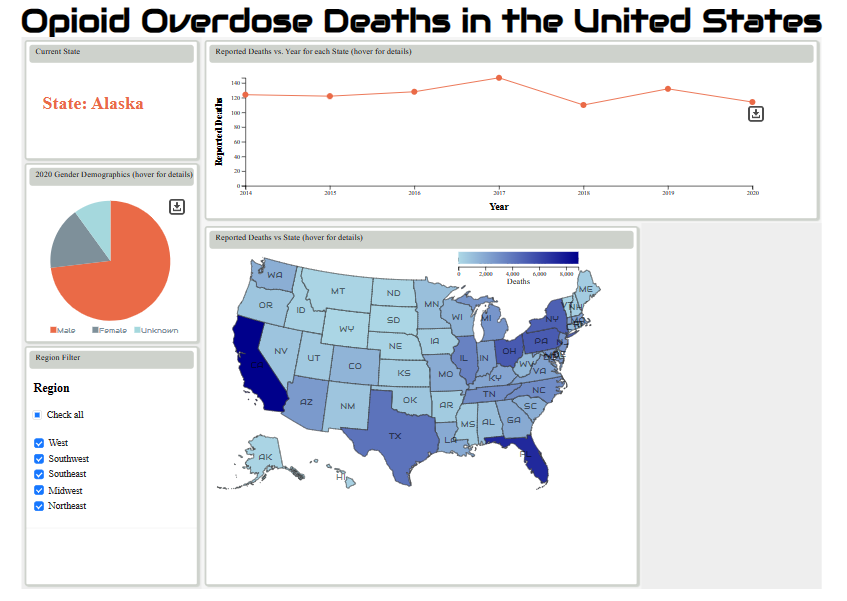 Opioid Overdose Deaths in the United States
Current State
State: Alaska
Reported Deaths vs. Year for each State (hover for details)
Reported Deaths
140
120
100
80
60
40
20
0
2014 2015 2016 2017 2018 2019 2020
Year
2020 Gender Demographics (hover for details)
Male Female Unknown
Region Filter
Region
Check all
West
Southwest
Southeast
Midwest
Northeast
Reported Deaths vs State (hover for details)
0 2,000 4,000 6,000 8,000
Deaths
WA MT ND MN ME
OR ID SD WI MI NY VT NH
WY IA MA
NV UT NE IL IN OH PA
CA CO KS MO KY WV VA
AZ NM OK AR TN NC
TX LA MS AL GA SC
AK HI FL